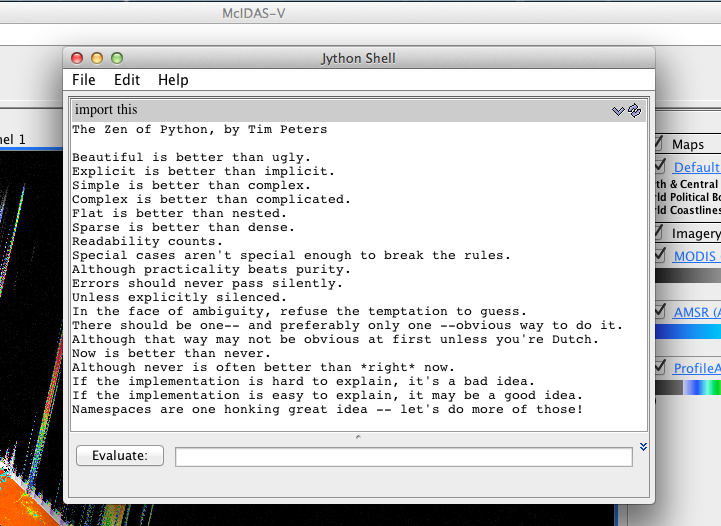 McIDAS-V
Jython Shell
File Edit Help
import this
The Zen of Python, by Tim Peters
Beautiful is better than ugly.
Explicit is better than implicit.
Simple is better than complex.
Complex is better than complicated.
Flat is better than nested.
Sparse is better than dense.
Readability counts.
Special cases aren't special enough to break the rules.
Although practicality beats purity.
Errors should never pass silently.
Unless explicitly silenced.
In the face of ambiguity, refuse the temptation to guess.
There should be one-- and preferably only one --obvious way to do it.
Although that way may not be obvious at first unless you're Dutch.
Now is better than never.
Although never is often better than *right* now.
If the implementation is hard to explain, it's a bad idea.
If the implementation is easy to explain, it may be a good idea.
Namespaces are one honking great idea -- let's do more of those!
Evaluate:
nel 1
Maps
Default
th & Central
rld Political Bo
rld Coastlines
Imagery
MODIS
AMSR (A
ProfileA